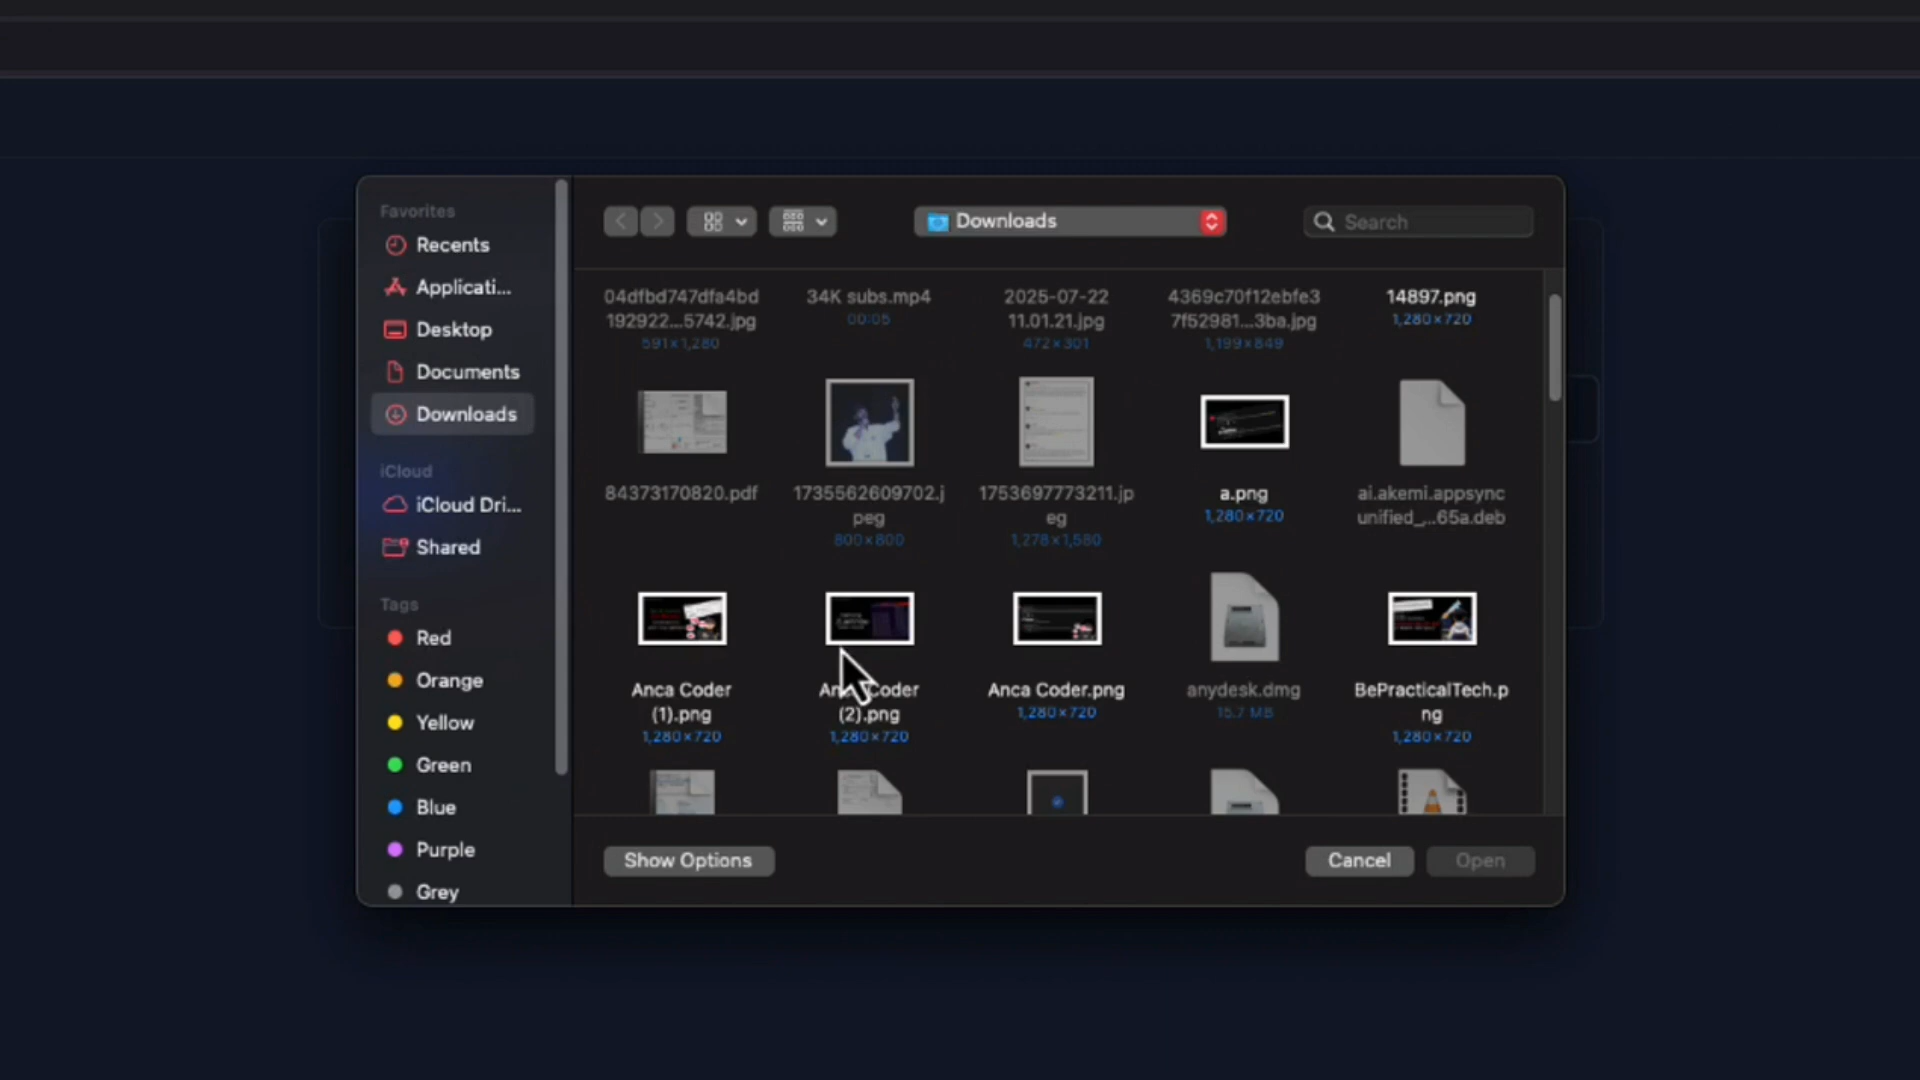 Favorites
Recents
Applicati...
Desktop
Documents
Downloads
iCloud
iCloud Dri...
Shared
Tags
Red
Orange
Yellow
Green
Blue
Purple
Grey
Downloads
Search
04dfbd747dfa4bd
192922...5742.jpg
591×1,280
34K subs.mp4
00:05
2025-07-22
11.01.21.jpg
472×301
4369c70f12ebfe3
7f52981...3ba.jpg
1,199×849
14897.png
1,280×720
84373170820.pdf
1735562609702.j
peg
800×800
1753697773211.jp
eg
1,278×1,580
a.png
1,280×720
ai.akemi.appsync
unified_...65a.deb
Anca Coder
(1).png
1,280×720
Coder
(2).png
1,280×720
Anca Coder.png
1,280×720
anydesk.dmg
15.7 MB
BePracticalTech.p
ng
1,280×720
Show Options
Cancel
Open